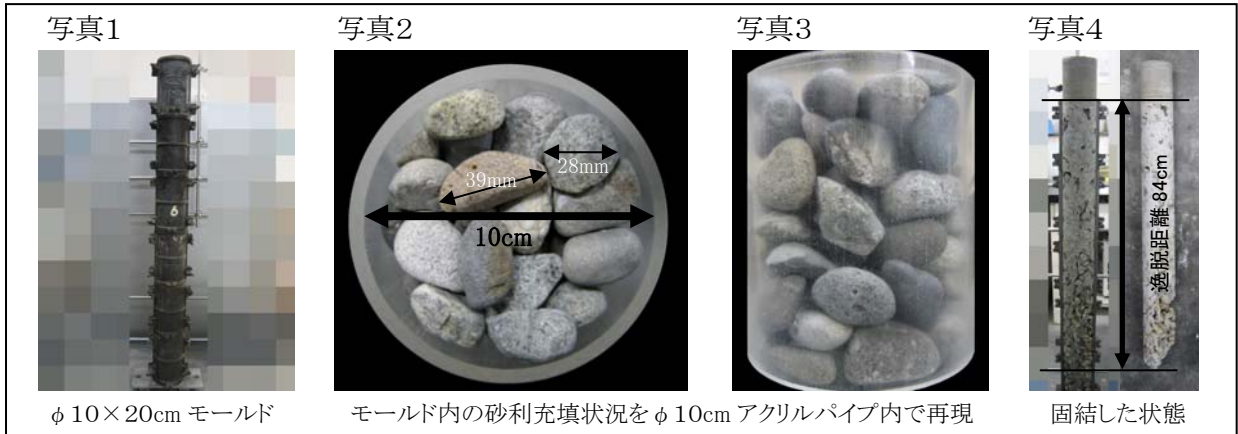 写真1
写真2
写真3
写真4
6
28mm
39mm
10cm
逸脱距離 84cm
φ10×20cm モールド
モールド内の砂利充填状況をφ10cm アクリルパイプ内で再現
固結した状態